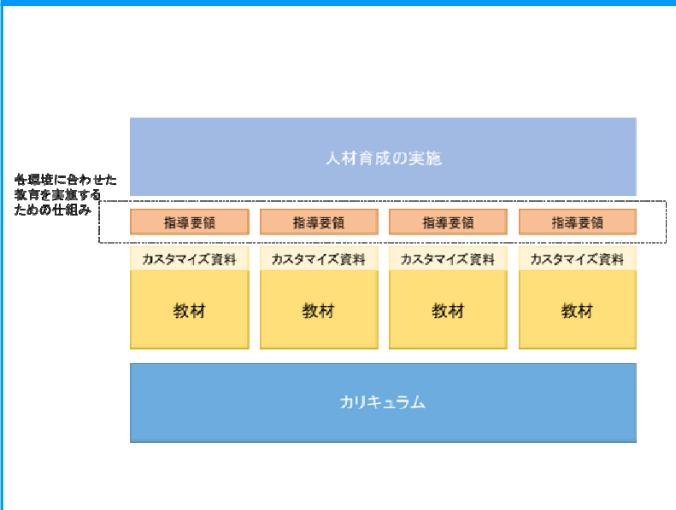 人材育成の実施
各環境に合わせた
教育を実施する
ための仕組み
指導要領 指導要領 指導要領 指導要領
カスタマイズ資料 カスタマイズ資料 カスタマイズ資料 カスタマイズ資料
教材 教材 教材 教材
カリキュラム